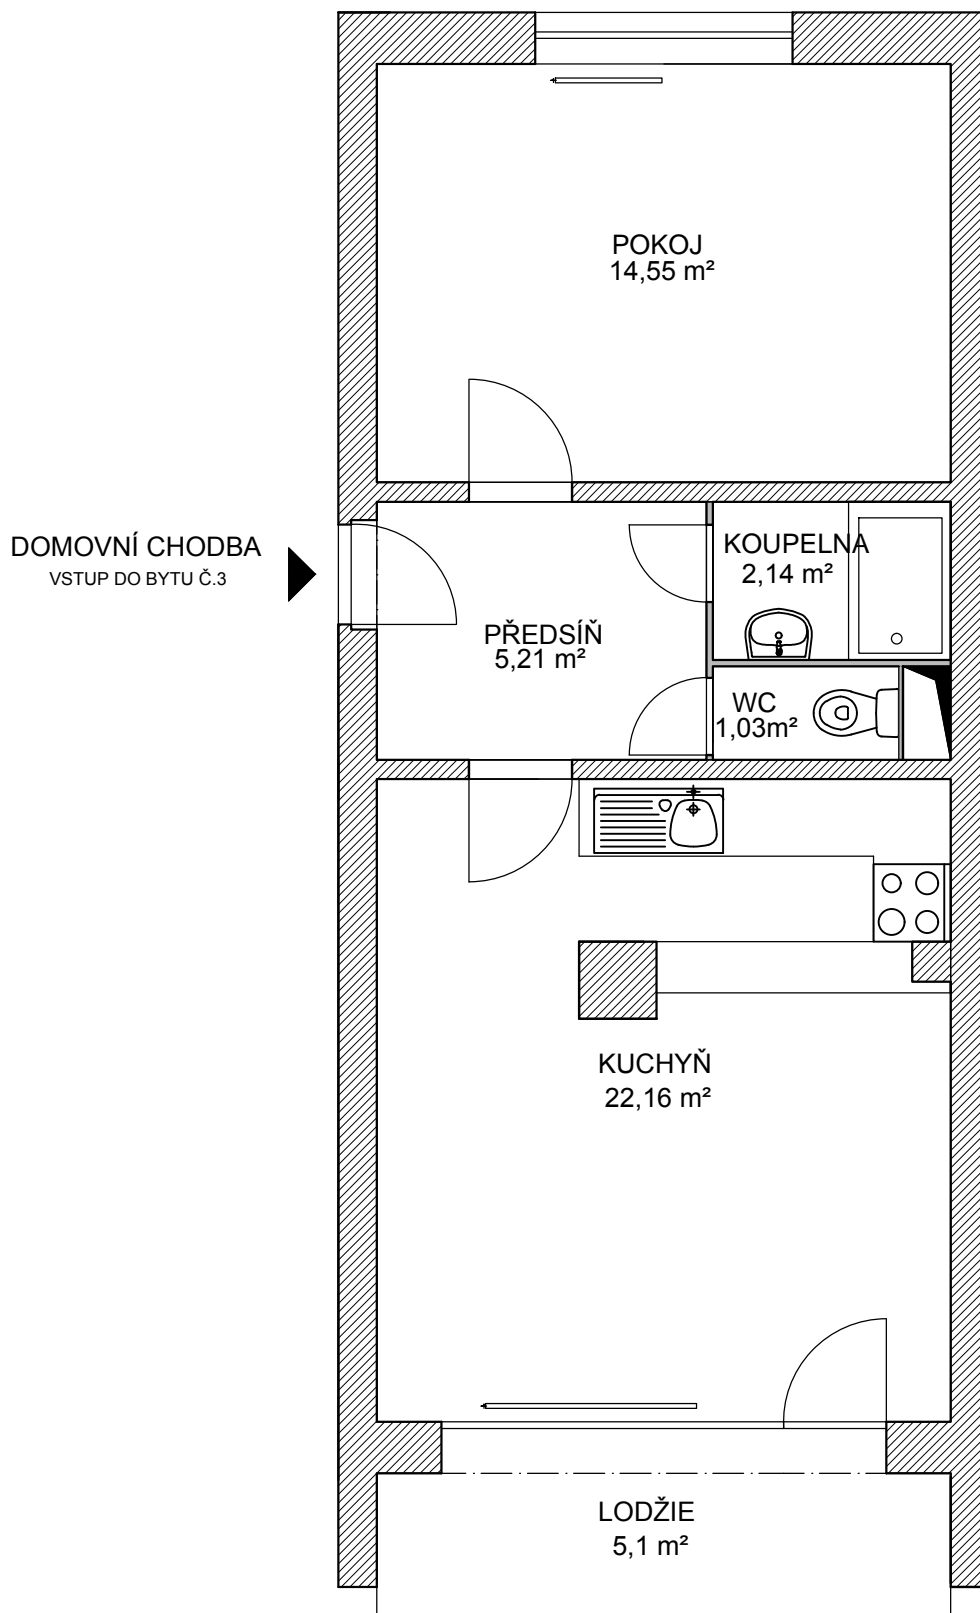 POKOJ
14,55 m²
DOMOVNÍ CHODBA
VSTUP DO BYTU Č.3
KOUPELNA
2,14 m²
PŘEDSÍŇ
5,21 m²
WC
1,03m²
KUCHYŇ
22,16 m²
LODŽIE
5,1 m²